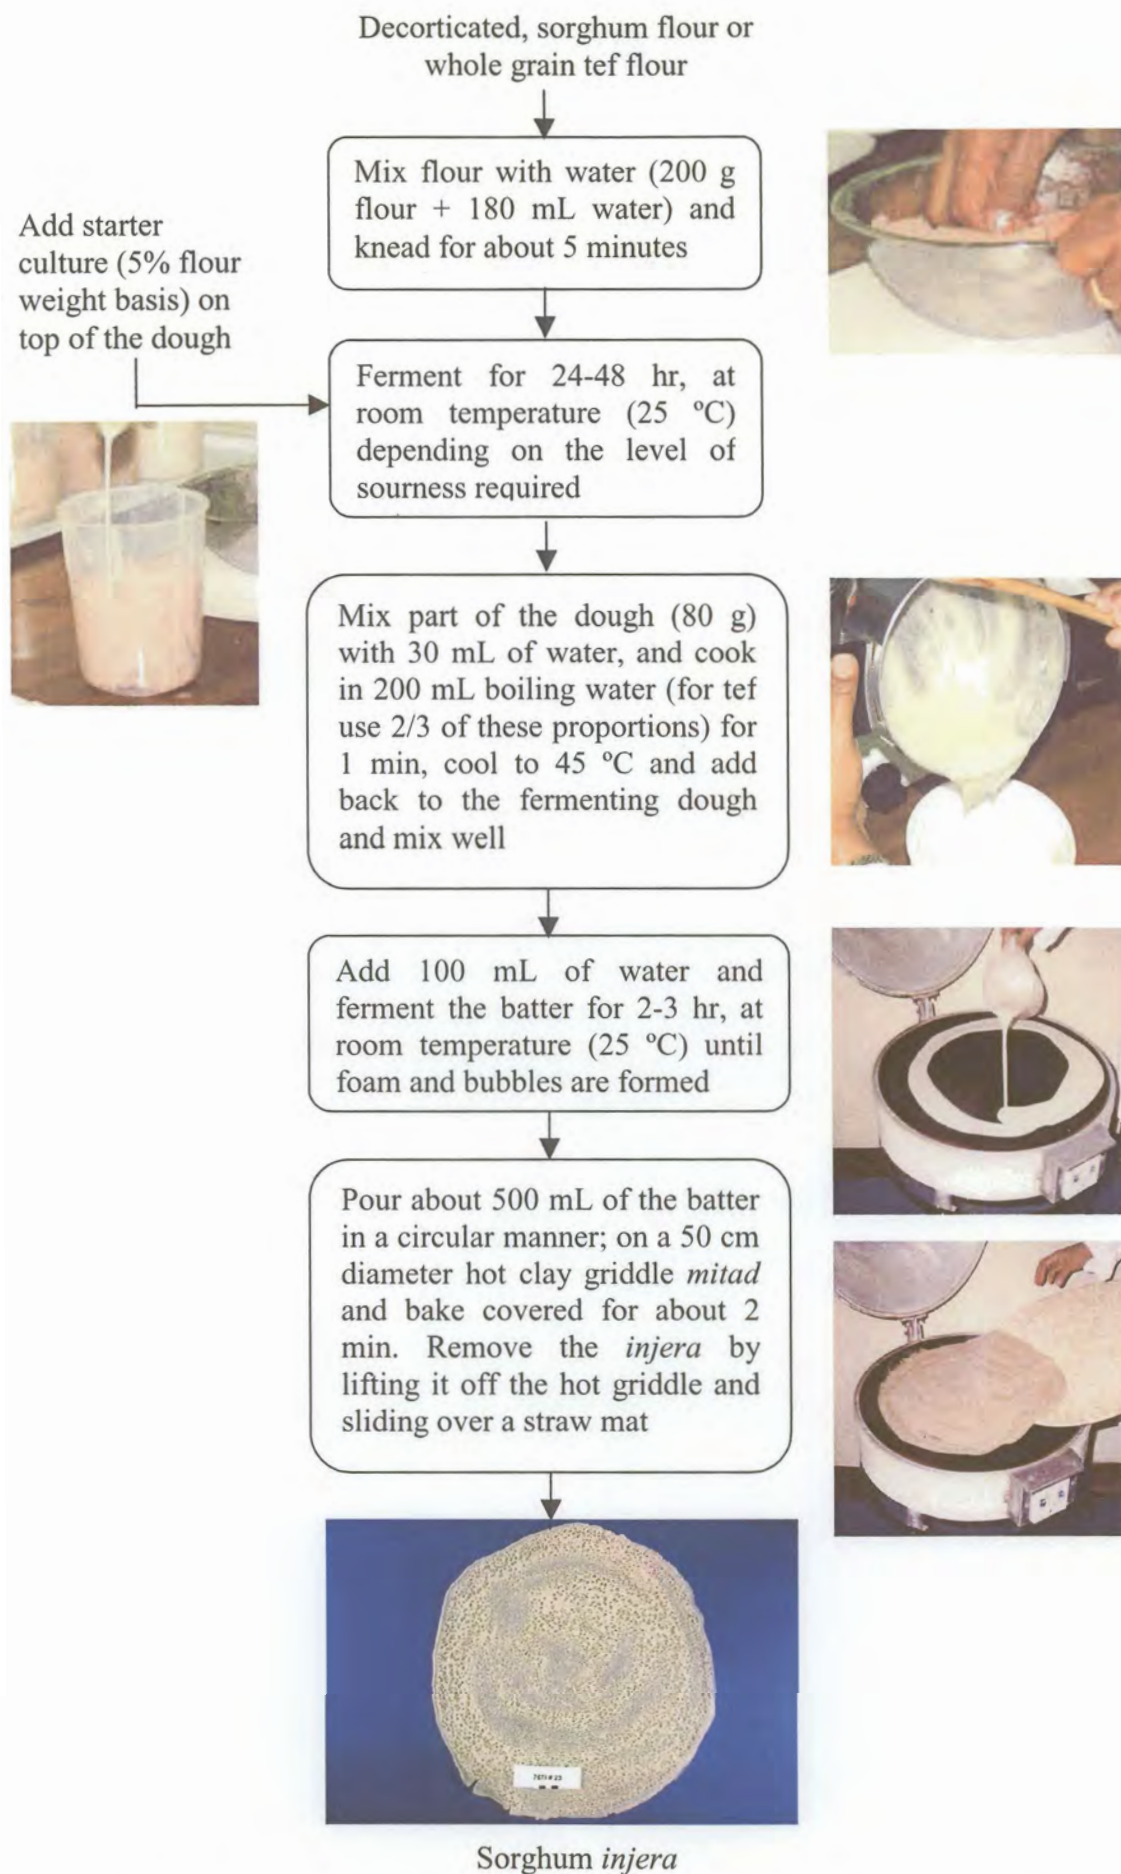 Decorticated, sorghum flour or
whole grain tef flour
Mix flour with water (200 g
flour + 180 mL water) and
knead for about 5 minutes
Add starter
culture (5% flour
weight basis) on
top of the dough
Ferment for 24-48 hr, at
room temperature (25 ºC)
depending on the level of
sourness required
Mix part of the dough (80 g)
with 30 mL of water, and cook
in 200 mL boiling water (for tef
use 2/3 of these proportions) for
1 min, cool to 45 ºC and add
back to the fermenting dough
and mix well
Add 100 mL of water and
ferment the batter for 2-3 hr, at
room temperature (25 ºC) until
foam and bubbles are formed
Pour about 500 mL of the batter
in a circular manner; on a 50 cm
diameter hot clay griddle mitad
and bake covered for about 2
min. Remove the injera by
lifting it off the hot griddle and
sliding over a straw mat
Sorghum injera